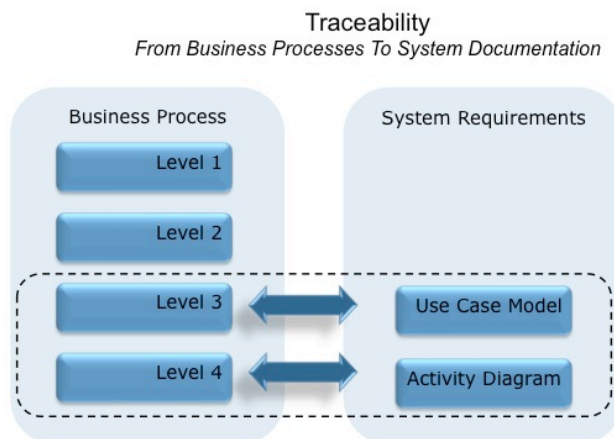 Traceability
From Business Processes To System Documentation
Business Process
Level 1
Level 2
Level 3
Level 4
System Requirements
Use Case Model
Activity Diagram